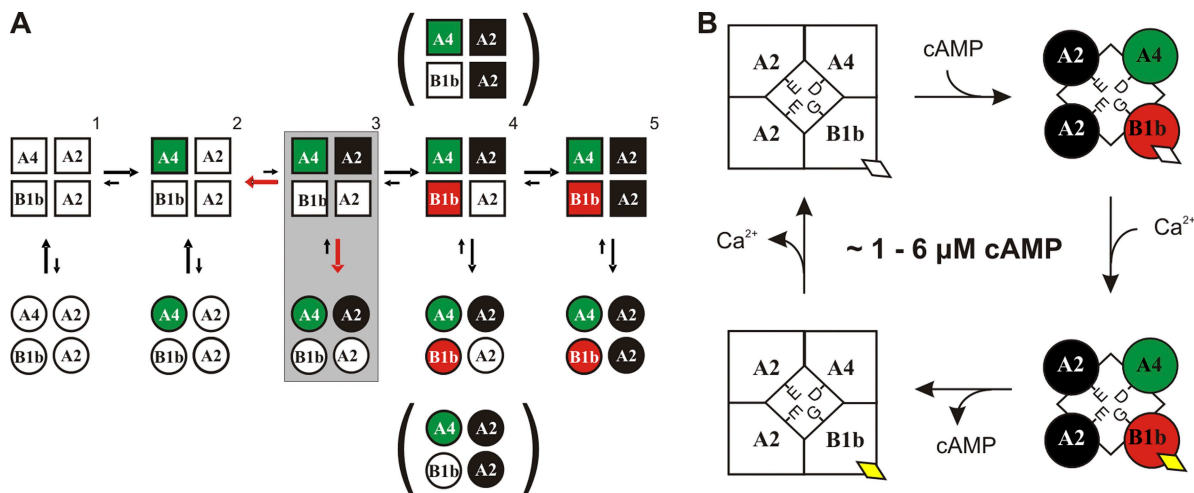 A
A4 A2
B1b A2
1 2 3 4 5
A4 A2 A4 A2 A4 A2 A4 A2 A4 A2
B1b A2 B1b A2 B1b A2 B1b A2 B1b A2
A4 A2 A4 A2 A4 A2 A4 A2 A4 A2
B1b A2 B1b A2 B1b A2 B1b A2 B1b A2
A4 A2
B1b A2
B
A2 A4
E D
E G
A2 B1b
cAMP
A2 A4
E D
E G
A2 B1b
Ca²⁺
~ 1 - 6 µM cAMP
Ca²⁺
A2 A4
E D
E G
A2 B1b
cAMP
A2 A4
E D
E G
A2 B1b